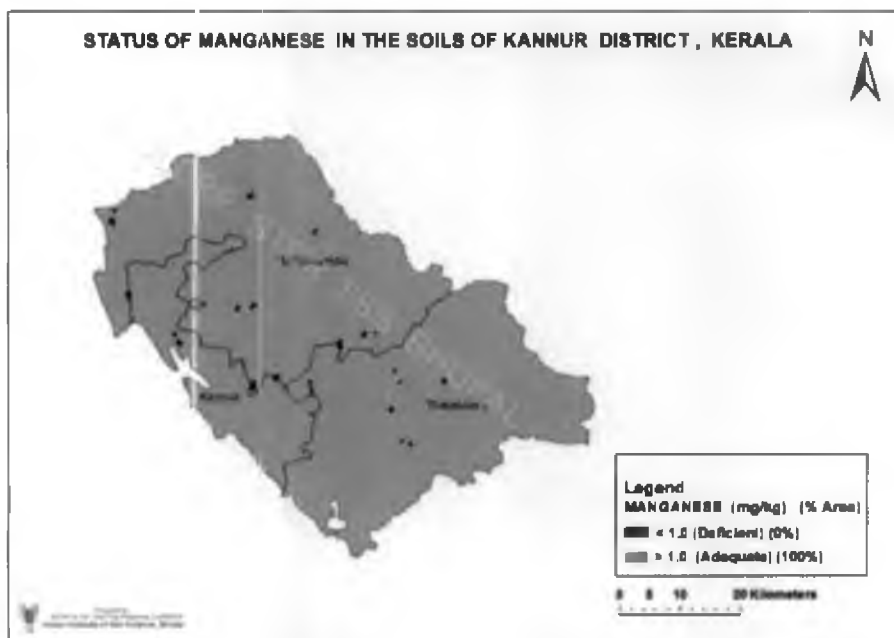 STATUS OF MANGANESE IN THE SOILS OF KANNUR DISTRICT, KERALA
N
Kannur
Legend
MANGANESE (mg/kg) (% Area)
< 1.0 (Deficient) (0%)
> 1.0 (Adequate) (100%)
0 5 10 20 Kilometers